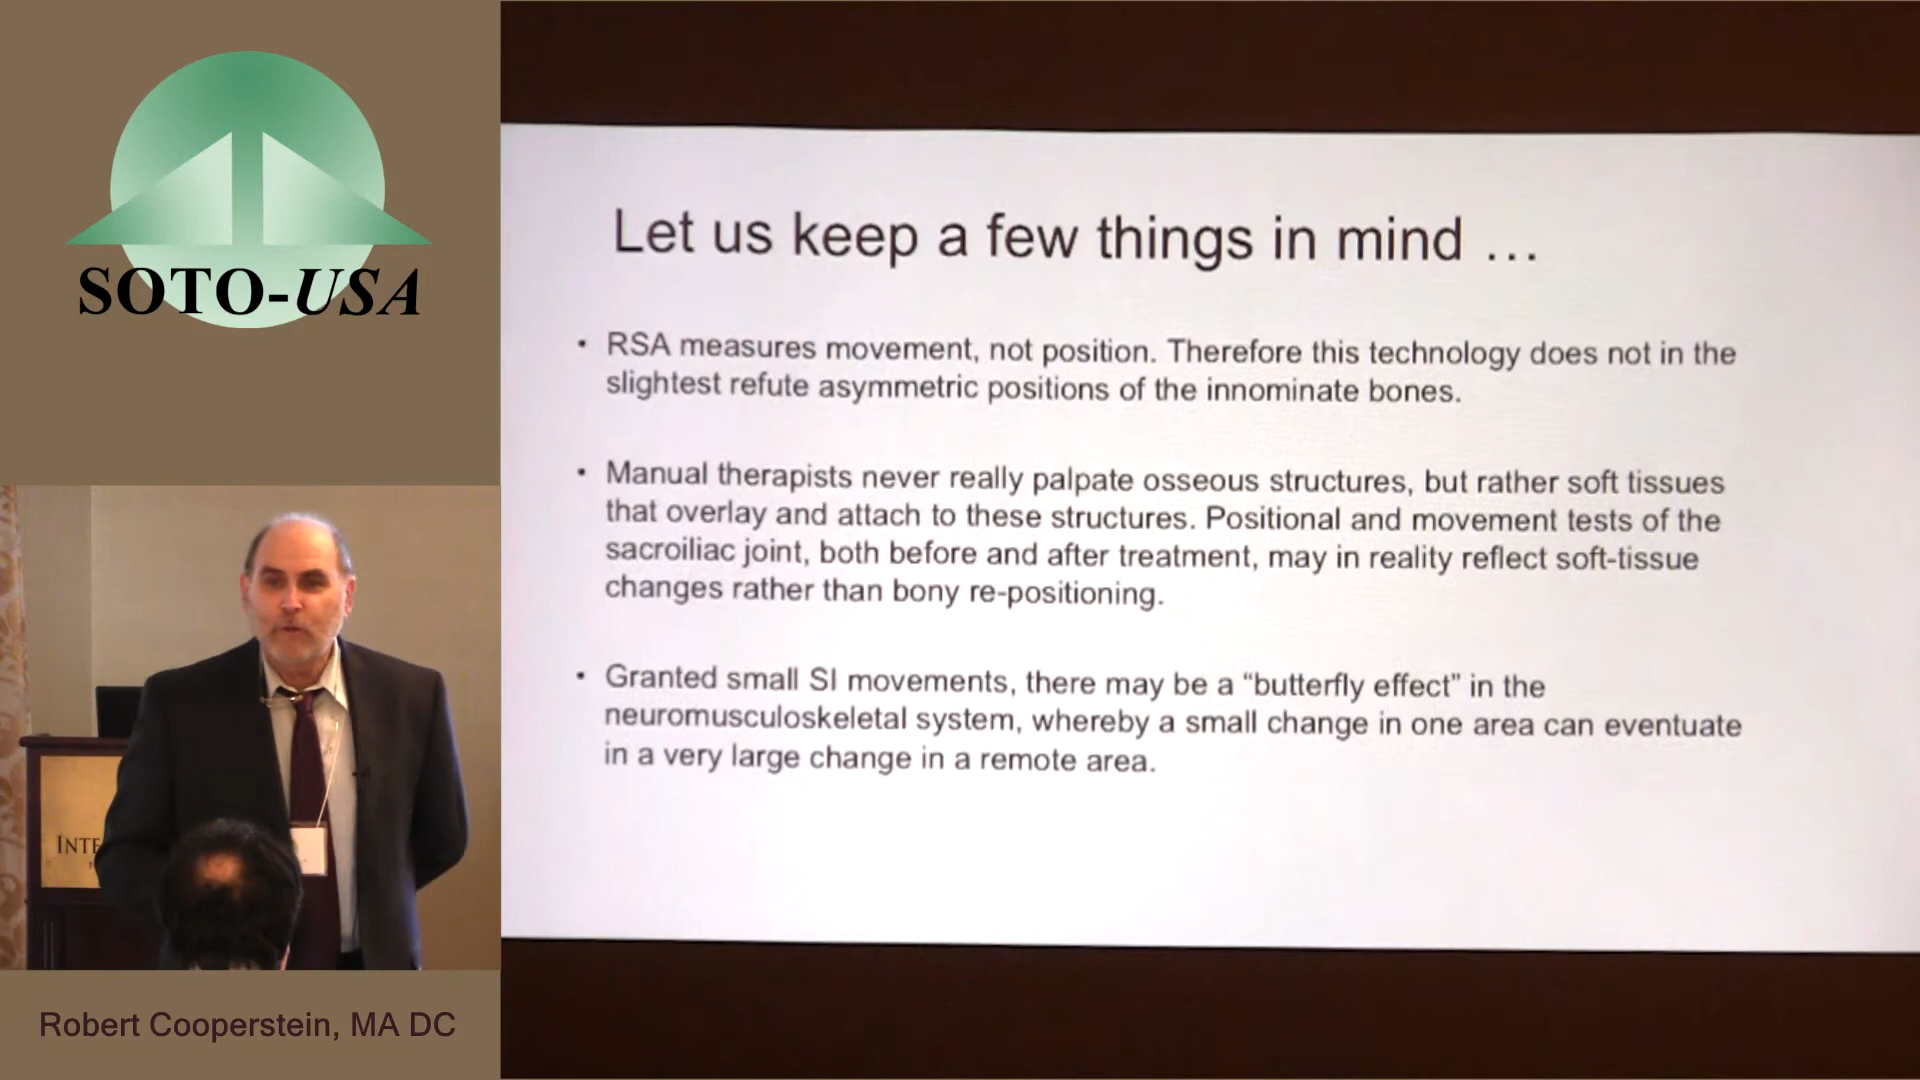 SOTO-USA
Let us keep a few things in mind …
• RSA measures movement, not position. Therefore this technology does not in the
slightest refute asymmetric positions of the innominate bones.
• Manual therapists never really palpate osseous structures, but rather soft tissues
that overlay and attach to these structures. Positional and movement tests of the
sacroiliac joint, both before and after treatment, may in reality reflect soft-tissue
changes rather than bony re-positioning.
• Granted small SI movements, there may be a “butterfly effect” in the
neuromusculoskeletal system, whereby a small change in one area can eventuate
in a very large change in a remote area.
INTE
Robert Cooperstein, MA DC